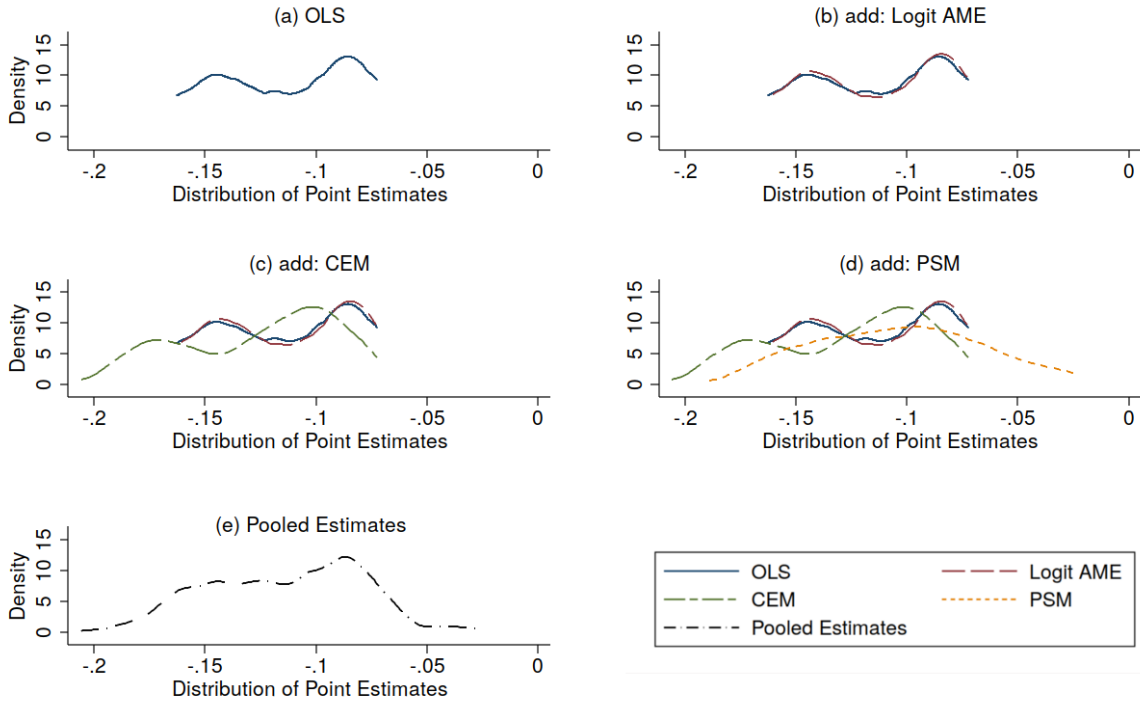 (a) OLS
Density
0 5 10 15
-.2 -.15 -.1 -.05 0
Distribution of Point Estimates
(b) add: Logit AME
0 5 10 15
-.2 -.15 -.1 -.05 0
Distribution of Point Estimates
(c) add: CEM
Density
0 5 10 15
-.2 -.15 -.1 -.05 0
Distribution of Point Estimates
(d) add: PSM
0 5 10 15
-.2 -.15 -.1 -.05 0
Distribution of Point Estimates
(e) Pooled Estimates
Density
0 5 10 15
-.2 -.15 -.1 -.05 0
Distribution of Point Estimates
OLS Logit AME
CEM PSM
Pooled Estimates